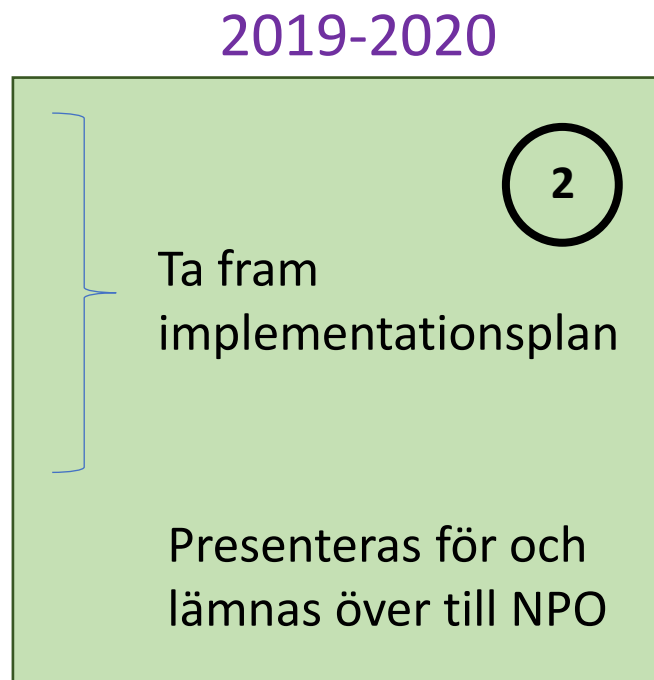 2019-2020
2
Ta fram
implementationsplan
Presenteras för och
lämnas över till NPO